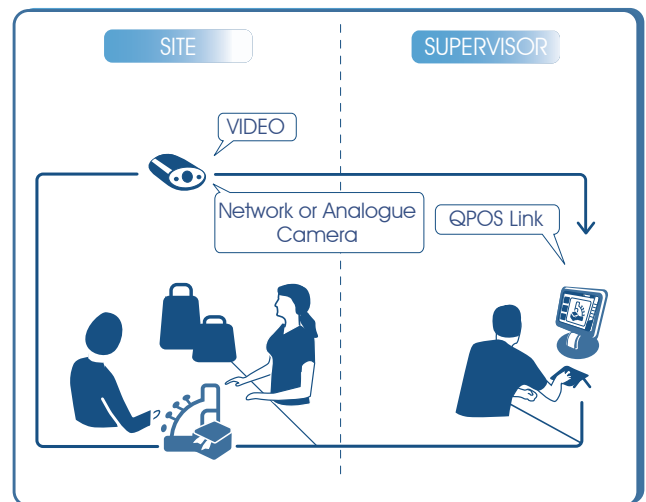 SITE
SUPERVISOR
VIDEO
Network or Analogue
Camera
QPOS Link